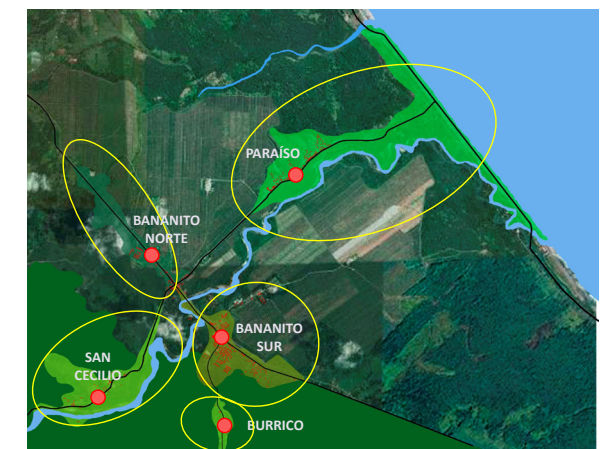 PARAÍSO
BANANITO
NORTE
BANANITO
SUR
SAN
CECILIO
BURRICO